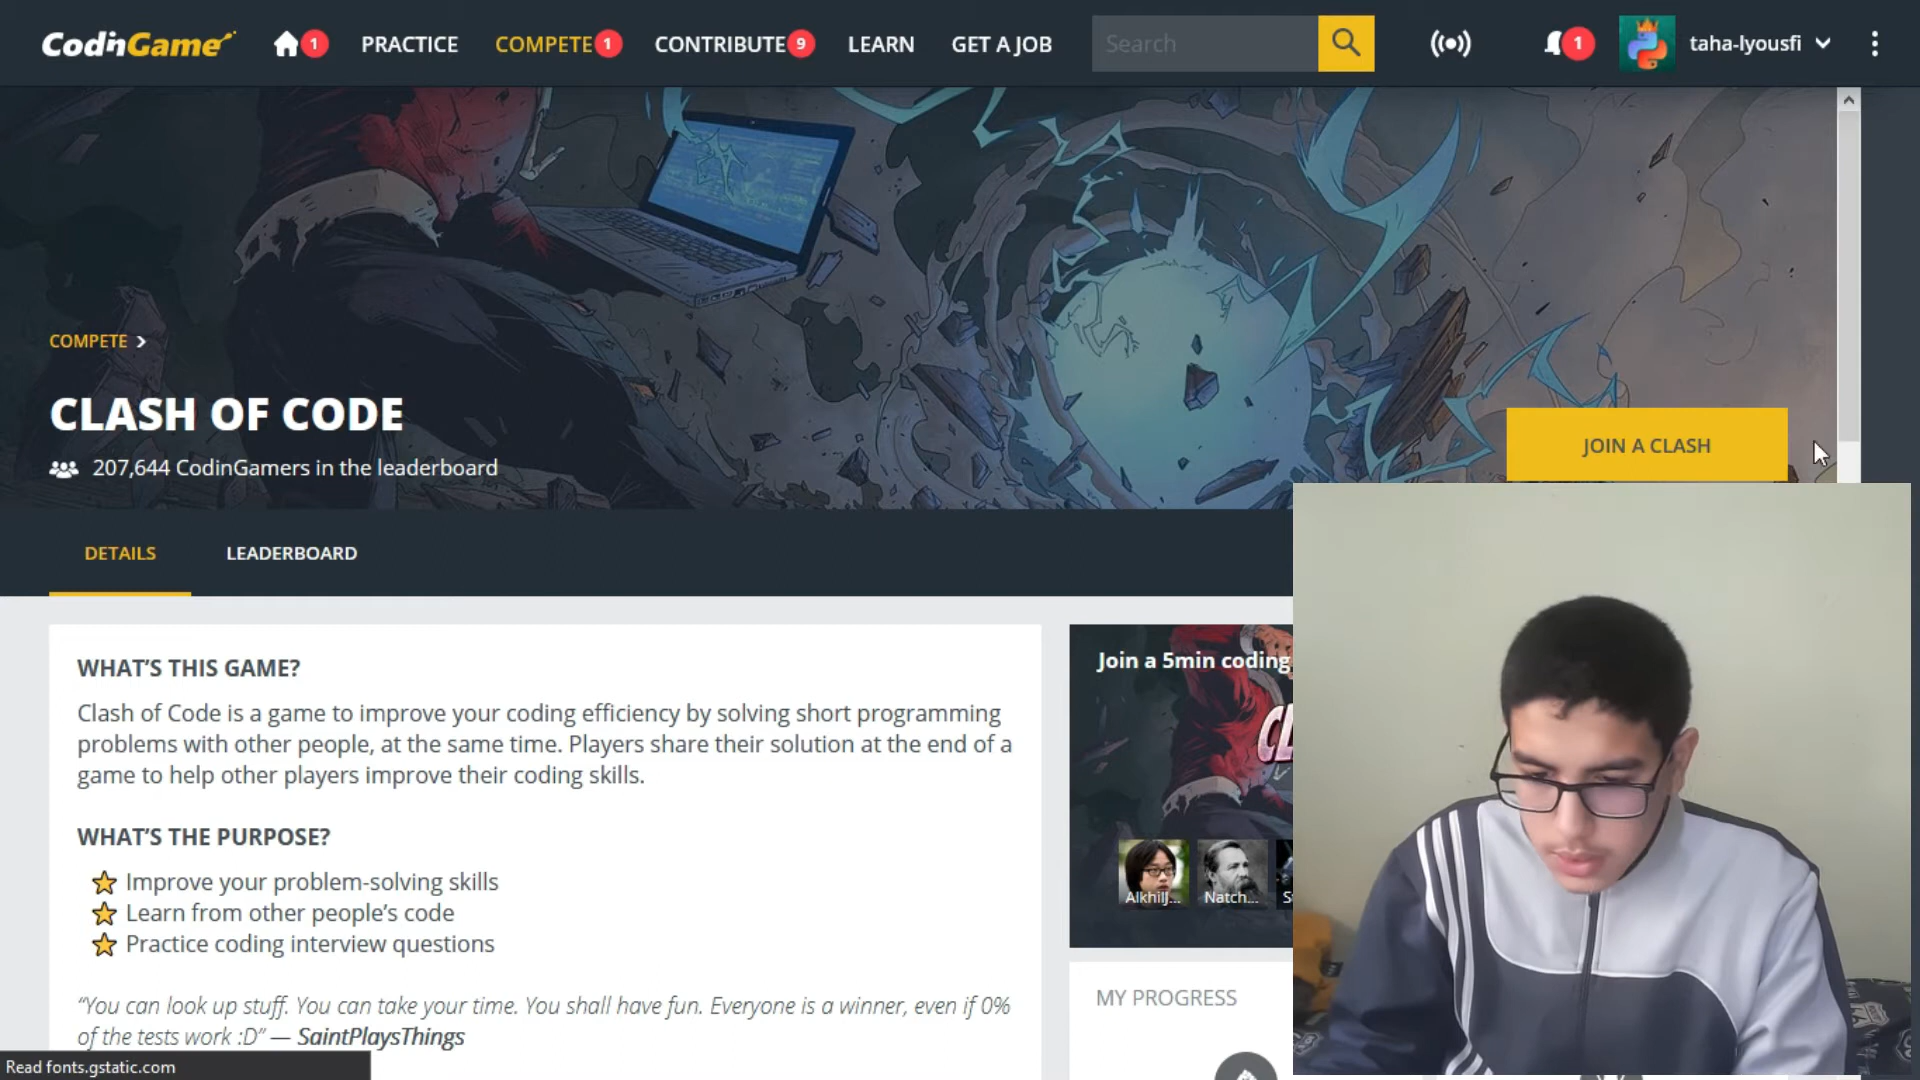 CodinGame
1
PRACTICE
COMPETE 1
CONTRIBUTE 9
LEARN
GET A JOB
Search
1
taha-lyousfi
COMPETE
CLASH OF CODE
207,644 CodinGamers in the leaderboard
JOIN A CLASH
DETAILS
LEADERBOARD
WHAT'S THIS GAME?
Clash of Code is a game to improve your coding efficiency by solving short programming
problems with other people, at the same time. Players share their solution at the end of a
game to help other players improve their coding skills.
WHAT'S THE PURPOSE?
Improve your problem-solving skills
Learn from other people's code
Practice coding interview questions
“You can look up stuff. You can take your time. You shall have fun. Everyone is a winner, even if 0%
of the tests work :D” — SaintPlaysThings
Join a 5min coding
CL
AlkhilJ...
Natch...
MY PROGRESS
Read fonts.gstatic.com